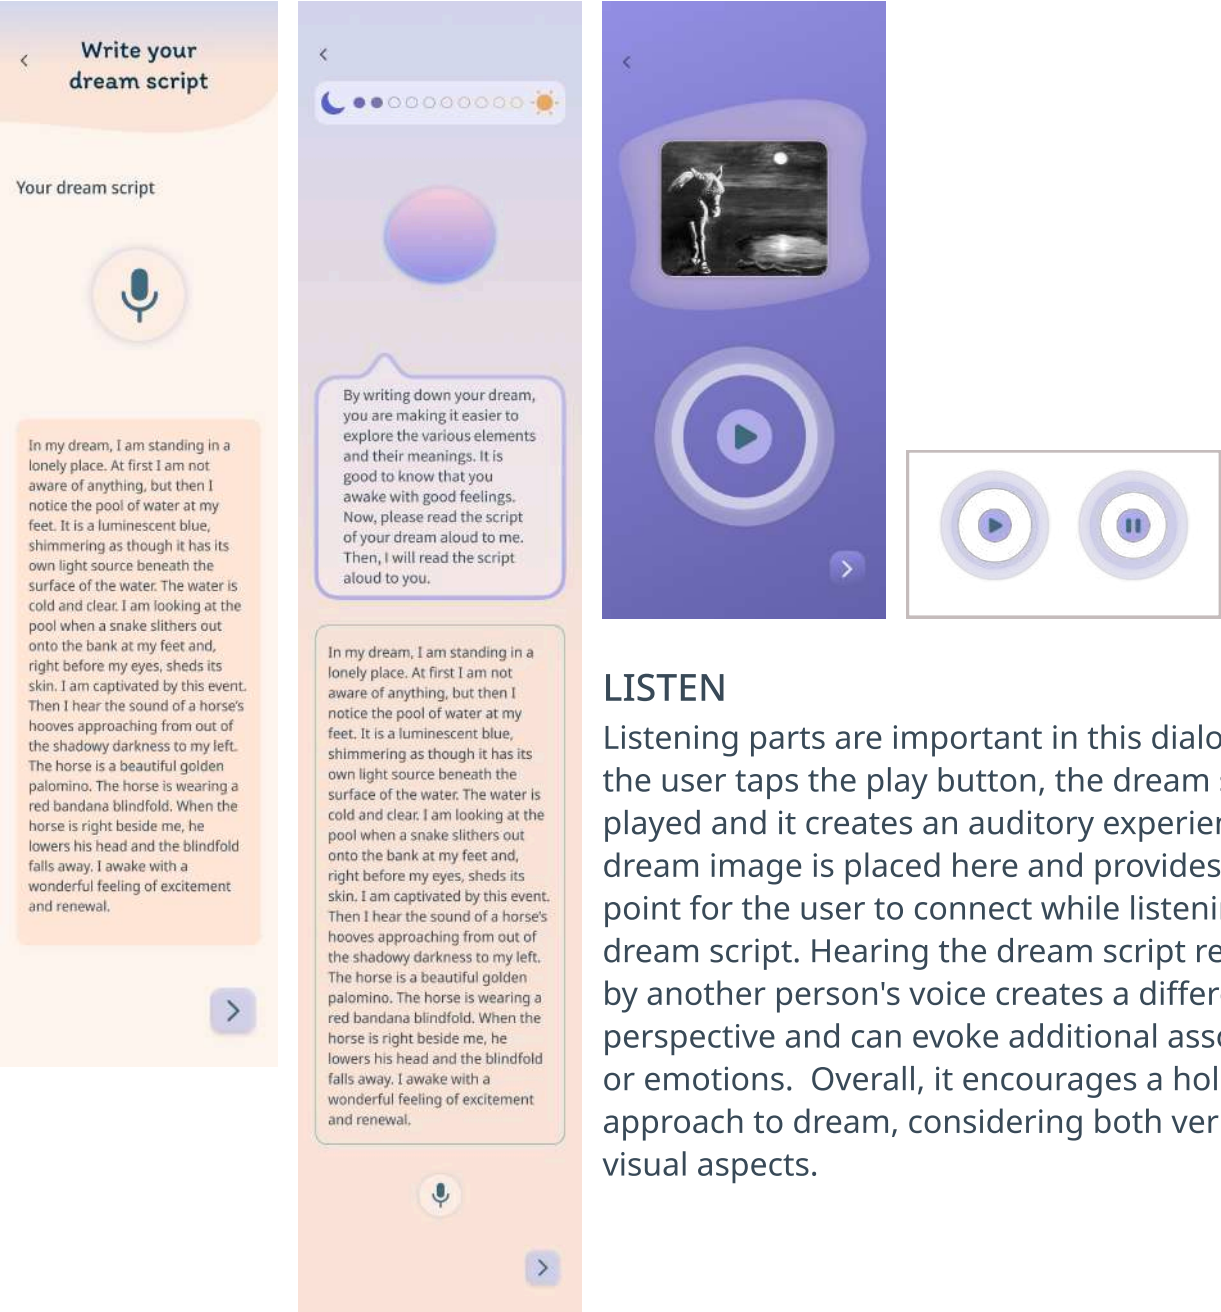 Write your
dream script
Your dream script
In my dream, I am standing in a
lonely place. At first I am not
aware of anything, but then I
notice the pool of water at my
feet. It is a luminescent blue,
shimmering as though it has its
own light source beneath the
surface of the water. The water is
cold and clear. I am looking at the
pool when a snake slithers out
onto the bank at my feet and,
right before my eyes, sheds its
skin. I am captivated by this event.
Then I hear the sound of a horse's
hooves approaching from out of
the shadowy darkness to my left.
The horse is a beautiful golden
palomino. The horse is wearing a
red bandana blindfold. When the
horse is right beside me, he
lowers his head and the blindfold
falls away. I awake with a
wonderful feeling of excitement
and renewal.
By writing down your dream,
you are making it easier to
explore the various elements
and their meanings. It is
good to know that you
awake with good feelings.
Now, please read the script
of your dream aloud to me.
Then, I will read the script
aloud to you.
In my dream, I am standing in a
lonely place. At first I am not
aware of anything, but then I
notice the pool of water at my
feet. It is a luminescent blue,
shimmering as though it has its
own light source beneath the
surface of the water. The water is
cold and clear. I am looking at the
pool when a snake slithers out
onto the bank at my feet and,
right before my eyes, sheds its
skin. I am captivated by this event.
Then I hear the sound of a horse's
hooves approaching from out of
the shadowy darkness to my left.
The horse is a beautiful golden
palomino. The horse is wearing a
red bandana blindfold. When the
horse is right beside me, he
lowers his head and the blindfold
falls away. I awake with a
wonderful feeling of excitement
and renewal.
LISTEN
Listening parts are important in this
the user taps the play button, the dream
played and it creates an auditory
dream image is placed here and provides
point for the user to connect while
dream script. Hearing the dream script
by another person's voice creates a
perspective and can evoke additional
or emotions. Overall, it encourages a
approach to dream, considering both
visual aspects.